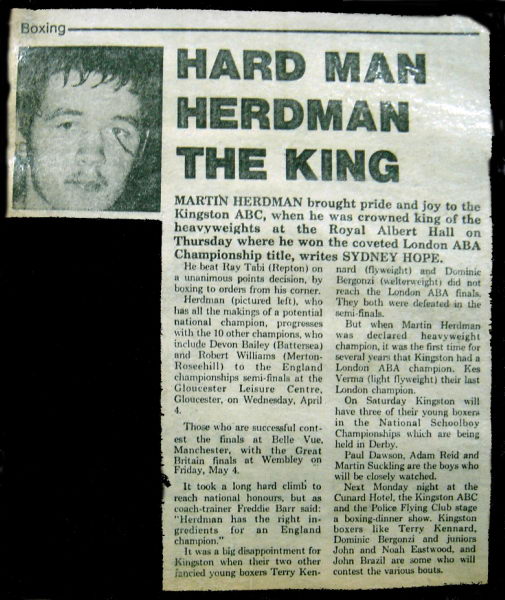 Boxing
HARD MAN
HERDMAN
THE KING
MARTIN HERDMAN brought pride and joy to the
Kingston ABC, when he was crowned king of the
heavyweights at the Royal Albert Hall on
Thursday where he won the coveted London ABA
Championship title, writes SYDNEY HOPE.
He beat Ray Tabi (Repton) on
a unanimous points decision, by
boxing to orders from his corner.
Herdman (pictured left), who
has all the makings of a potential
national champion, progresses
with the 10 other champions, who
include Devon Bailey (Battersea)
and Robert Williams (Merton-
Rosehill) to the England
championships semi-finals at the
Gloucester Leisure Centre,
Gloucester, on Wednesday, April
4.
Those who are successful cont-
est the finals at Belle Vue,
Manchester, with the Great
Britain finals at Wembley on
Friday, May 4.
It took a long hard climb to
reach national honours, but as
coach-trainer Freddie Barr said:
"Herdman has the right in-
gredients for an England
champion."
It was a big disappointment for
Kingston when their two other
fancied young boxers Terry Ken-
nard (flyweight) and Dominic
Bergonzi (welterweight) did not
reach the London ABA finals.
They both were defeated in the
semi-finals.
But when Martin Herdman
was declared heavyweight
champion, it was the first time for
several years that Kingston had a
London ABA champion. Kes
Verma (light flyweight) their last
London champion.
On Saturday Kingston will
have three of their young boxers
in the National Schoolboy
Championships which are being
held in Derby.
Paul Dawson, Adam Reid and
Martin Suckling are the boys who
will be closely watched.
Next Monday night at the
Cunard Hotel, the Kingston ABC
and the Police Flying Club stage
a boxing-dinner show. Kingston
boxers like Terry Kennard,
Dominic Bergonzi and juniors
John and Noah Eastwood, and
John Brazil are some who will
contest the various bouts.